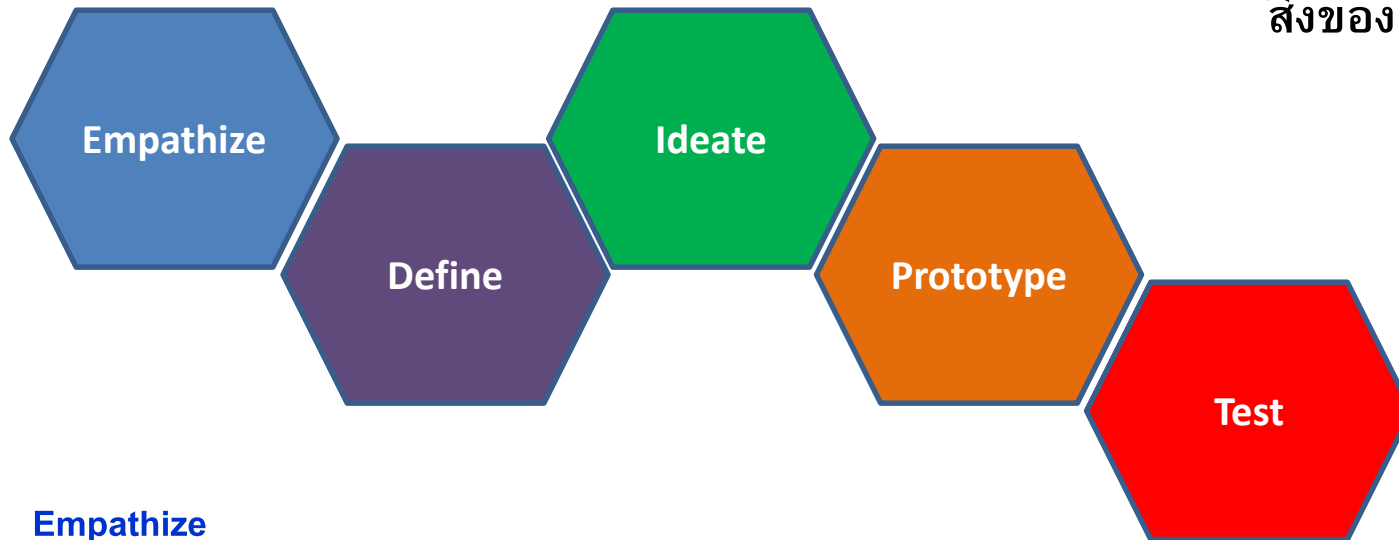 สิ่งของ
Empathize
Ideate
Define
Prototype
Test
Empathize